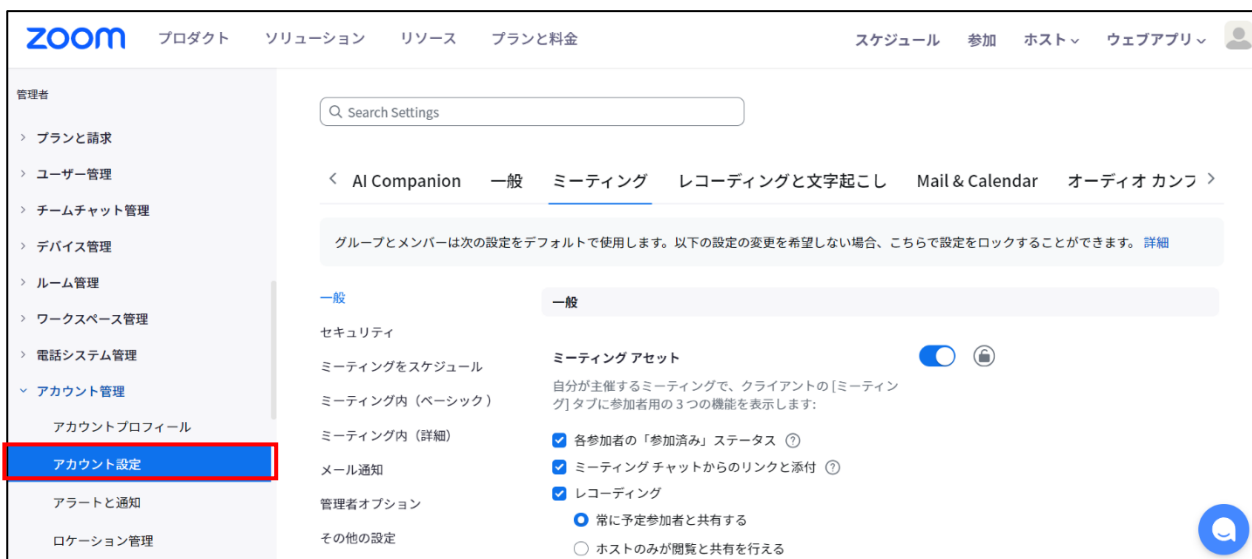 zoom プロダクト ソリューション リソース プランと料金 スケジュール 参加 ホスト ウェブアプリ
管理者
プランと請求
ユーザー管理
チームチャット管理
デバイス管理
ルーム管理
ワークスペース管理
電話システム管理
アカウント管理
アカウントプロフィール
アカウント設定
アラートと通知
ロケーション管理
Search Settings
AI Companion 一般 ミーティング レコーディングと文字起こし Mail & Calendar オーディオ カンフ
グループとメンバーは次の設定をデフォルトで使用します。以下の設定の変更を希望しない場合、こちらで設定をロックすることができます。 詳細
一般
セキュリティ
ミーティングをスケジュール
ミーティング内（ベーシック）
ミーティング内（詳細）
メール通知
管理者オプション
その他の設定
一般
ミーティング アセット
自分が主催するミーティングで、クライアントの [ミーティン
グ] タブに参加者用の 3 つの機能を表示します:
各参加者の「参加済み」ステータス
ミーティング チャットからのリンクと添付
レコーディング
常に予定参加者と共有する
ホストのみが閲覧と共有を行える